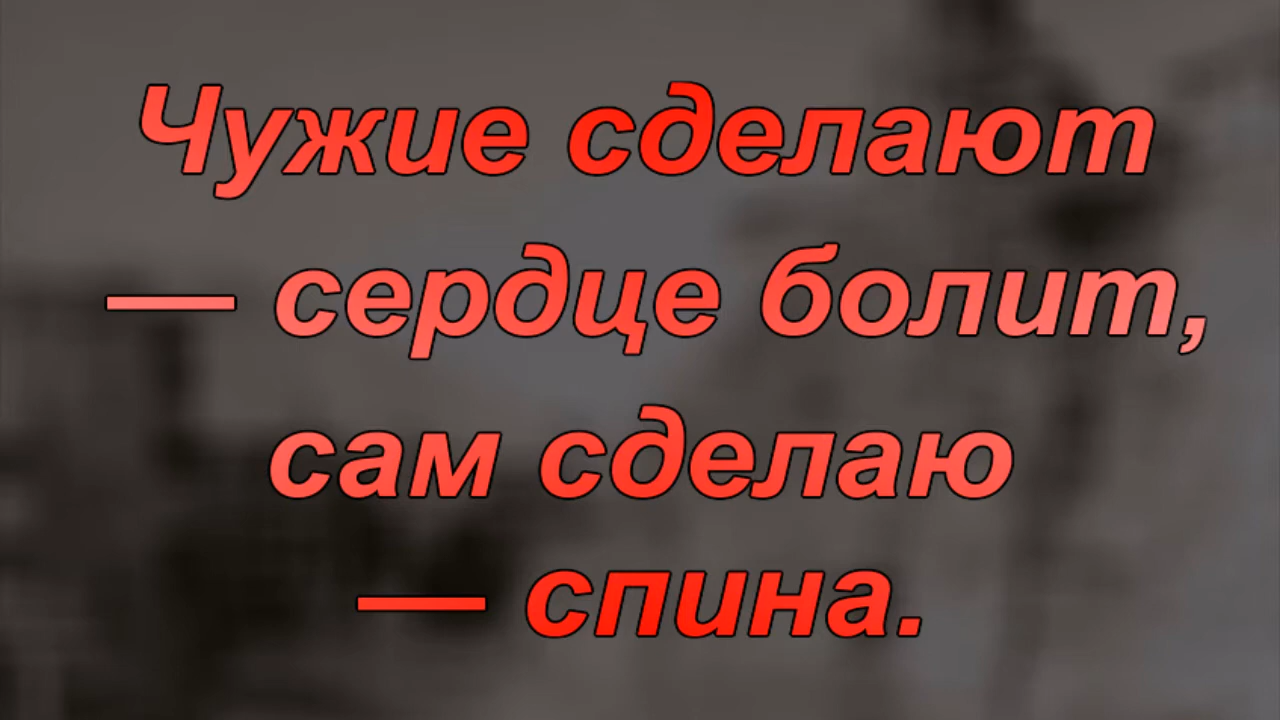 Чужие сделают
— сердце болит,
сам сделаю
— спина.